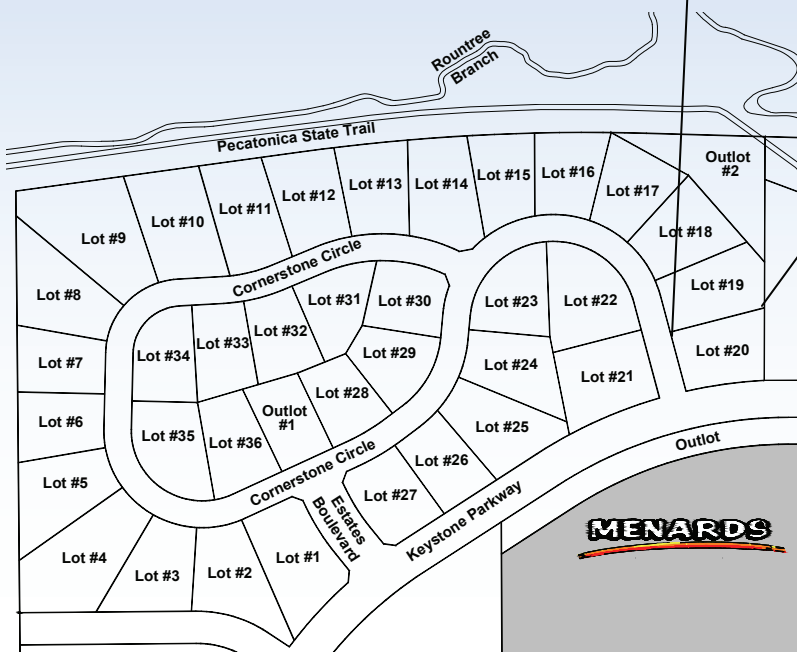 Rountree
Branch
Pecatonica State Trail
Outlot
#2
Lot #16
Lot #15
Lot #14
Lot #13
Lot #12
Lot #11
Lot #10
Lot #9
Lot #17
Lot #18
Cornerstone Circle
Lot #8
Lot #19
Lot #31
Lot #30
Lot #23
Lot #22
Lot #34
Lot #33
Lot #32
Lot #29
Lot #20
Lot #7
Lot #24
Lot #21
Lot #28
Outlot
#1
Lot #6
Lot #35
Lot #36
Lot #25
Outlot
Cornerstone Circle
Lot #26
Lot #5
Lot #27
Estates
Boulevard
Keystone Parkway
MENARDS
Lot #4
Lot #3
Lot #2
Lot #1